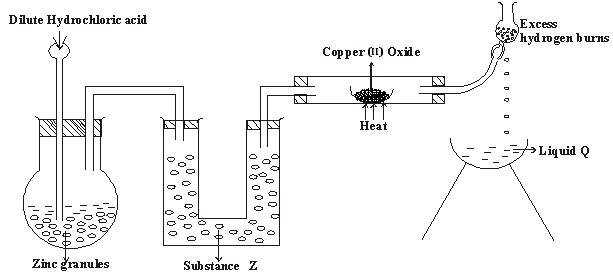 Dilute Hydrochloric acid
Excess
hydrogen burns
Copper (II) Oxide
Heat
Liquid Q
Zinc granules
Substance Z